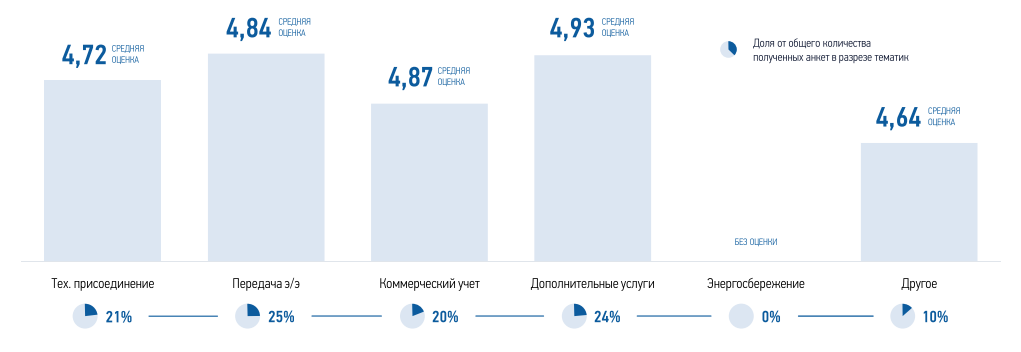 4,72 СРЕДНЯЯ
ОЦЕНКА
4,84 СРЕДНЯЯ
ОЦЕНКА
4,87 СРЕДНЯЯ
ОЦЕНКА
4,93 СРЕДНЯЯ
ОЦЕНКА
Доля от общего количества
полученных анкет в разрезе тематик
БЕЗ ОЦЕНКИ
4,64 СРЕДНЯЯ
ОЦЕНКА
Тех. присоединение
Передача э/э
Коммерческий учет
Дополнительные услуги
Энергосбережение
Другое
21%
25%
20%
24%
0%
10%